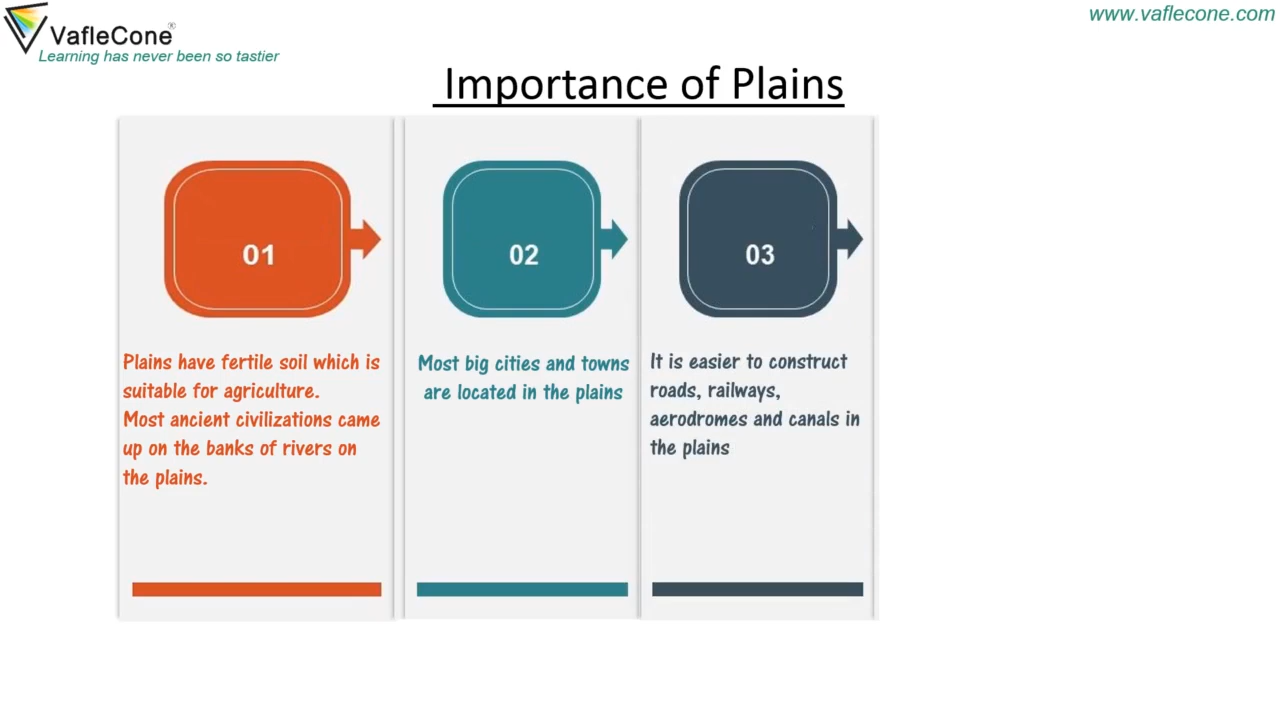 VafleCone®
www.vaflecone.com
Learning has never been so tastier
Importance of Plains
01
Plains have fertile soil which is
suitable for agriculture.
Most ancient civilizations came
up on the banks of rivers on
the plains.
02
Most big cities and towns
are located in the plains
03
It is easier to construct
roads, railways,
aerodromes and canals in
the plains